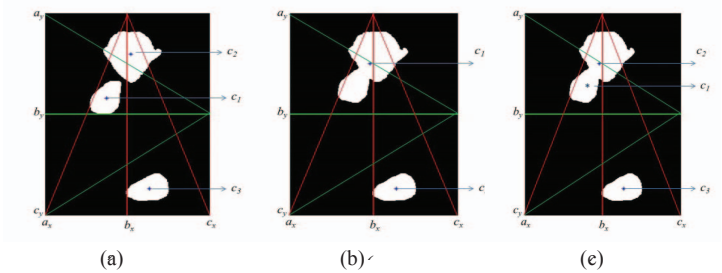 a_y a_y a_y
c_2 c_1 c_2
c_1 c_1
b_y b_y b_y
c_3 c c_3
c_y c_y c_y
a_x b_x c_x a_x b_x c_x a_x b_x c_x
(a) (b) (e)